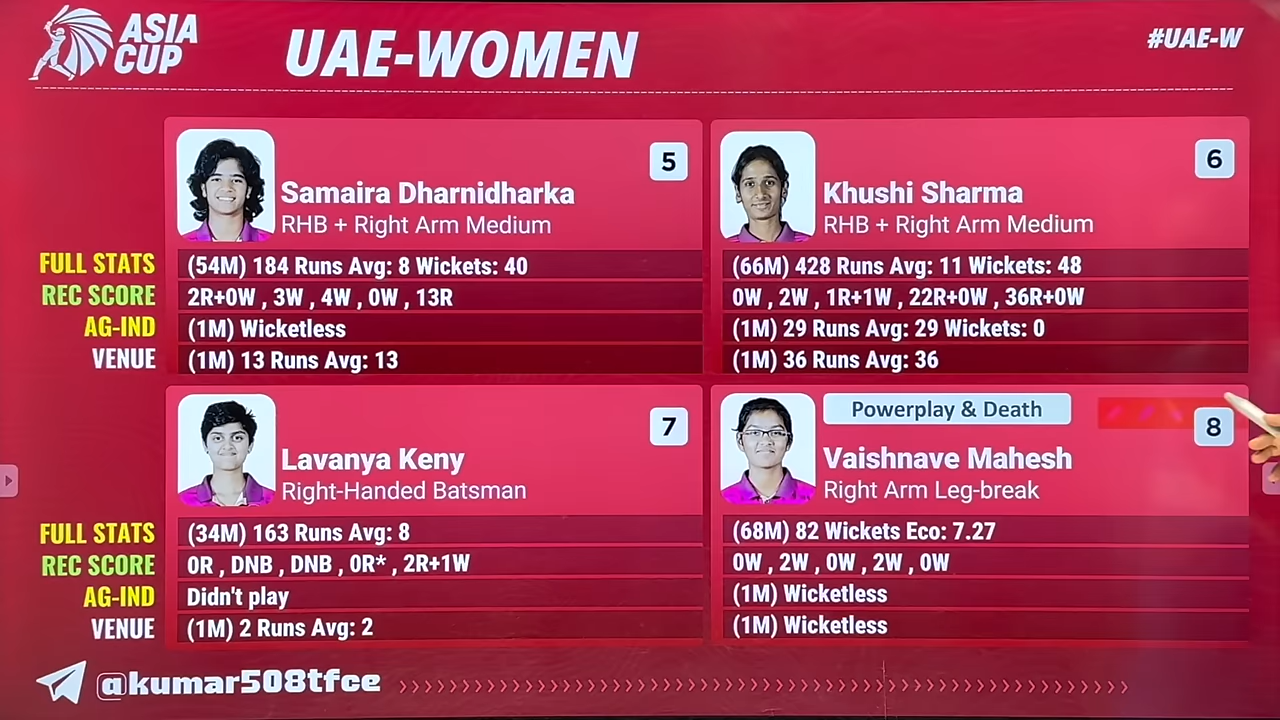 ASIA
CUP
UAE-WOMEN
#UAE-W
5
Samaira Dharnidharka
RHB + Right Arm Medium
FULL STATS
(54M) 184 Runs Avg: 8 Wickets: 40
REC SCORE
2R+0W , 3W , 4W , 0W , 13R
AG-IND
(1M) Wicketless
VENUE
(1M) 13 Runs Avg: 13
6
Khushi Sharma
RHB + Right Arm Medium
(66M) 428 Runs Avg: 11 Wickets: 48
0W , 2W , 1R+1W , 22R+0W , 36R+0W
(1M) 29 Runs Avg: 29 Wickets: 0
(1M) 36 Runs Avg: 36
7
Lavanya Keny
Right-Handed Batsman
FULL STATS
(34M) 163 Runs Avg: 8
REC SCORE
0R , DNB , DNB , 0R* , 2R+1W
AG-IND
Didn't play
VENUE
(1M) 2 Runs Avg: 2
Powerplay & Death
8
Vaishnave Mahesh
Right Arm Leg-break
(68M) 82 Wickets Eco: 7.27
0W , 2W , 0W , 2W , 0W
(1M) Wicketless
(1M) Wicketless
@kumar508tfce